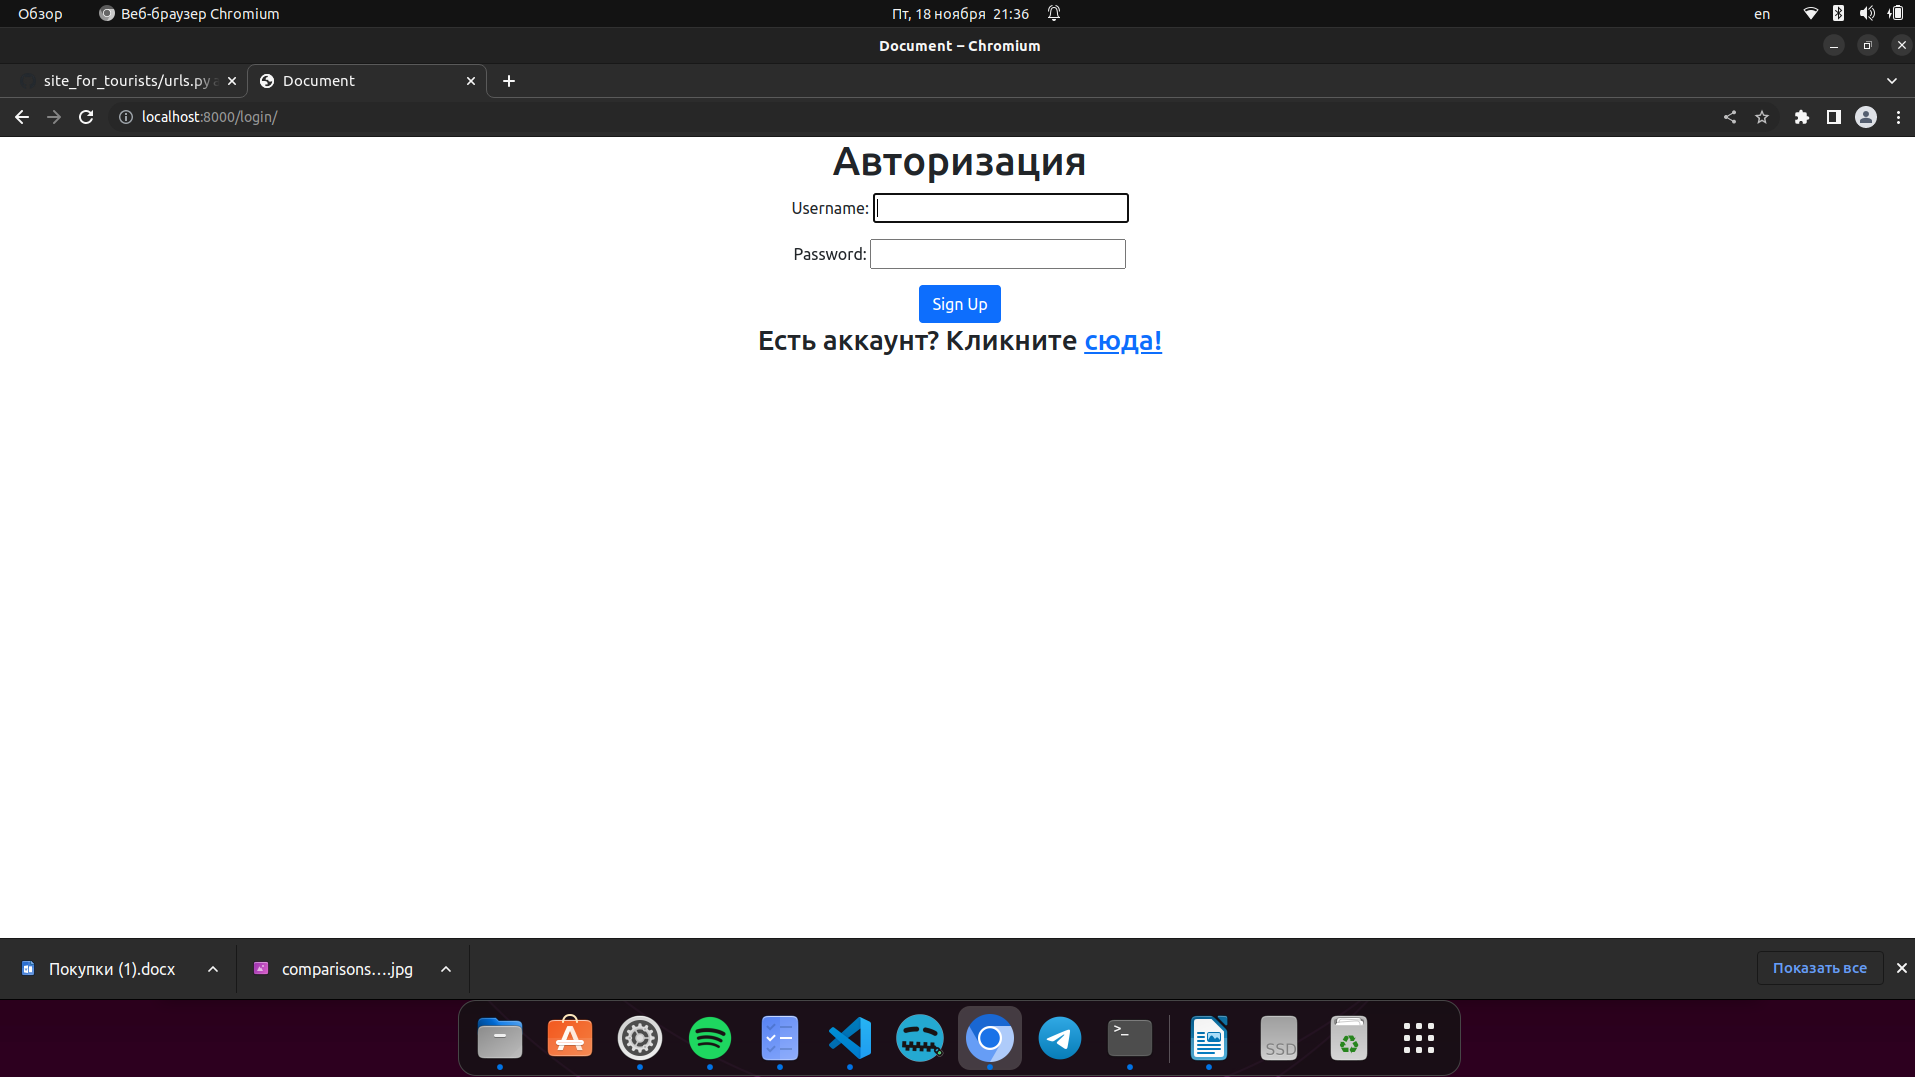 Обзор
Веб-браузер Chromium
Пт, 18 ноября 21:36
en
Document – Chromium
site_for_tourists/urls.py
Document
localhost:8000/login/
Авторизация
Username:
Password:
Sign Up
Есть аккаунт? Кликните сюда!
Покупки (1).docx
comparisons....jpg
Показать все
>_
SSD